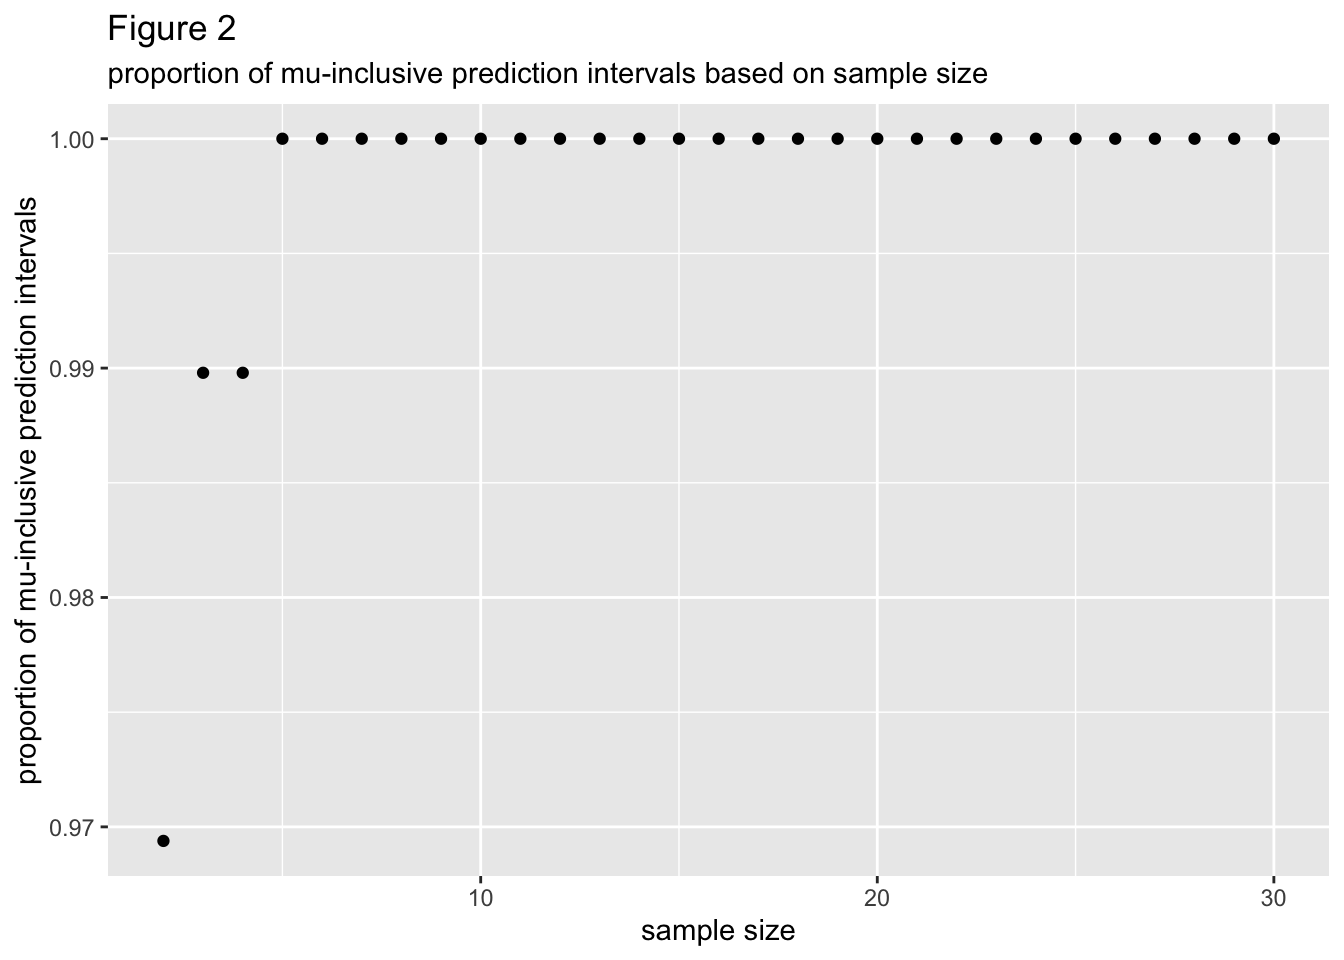 Figure 2
proportion of mu-inclusive prediction intervals based on sample size
proportion of mu-inclusive prediction intervals
1.00
0.99
0.98
0.97
10
20
30
sample size